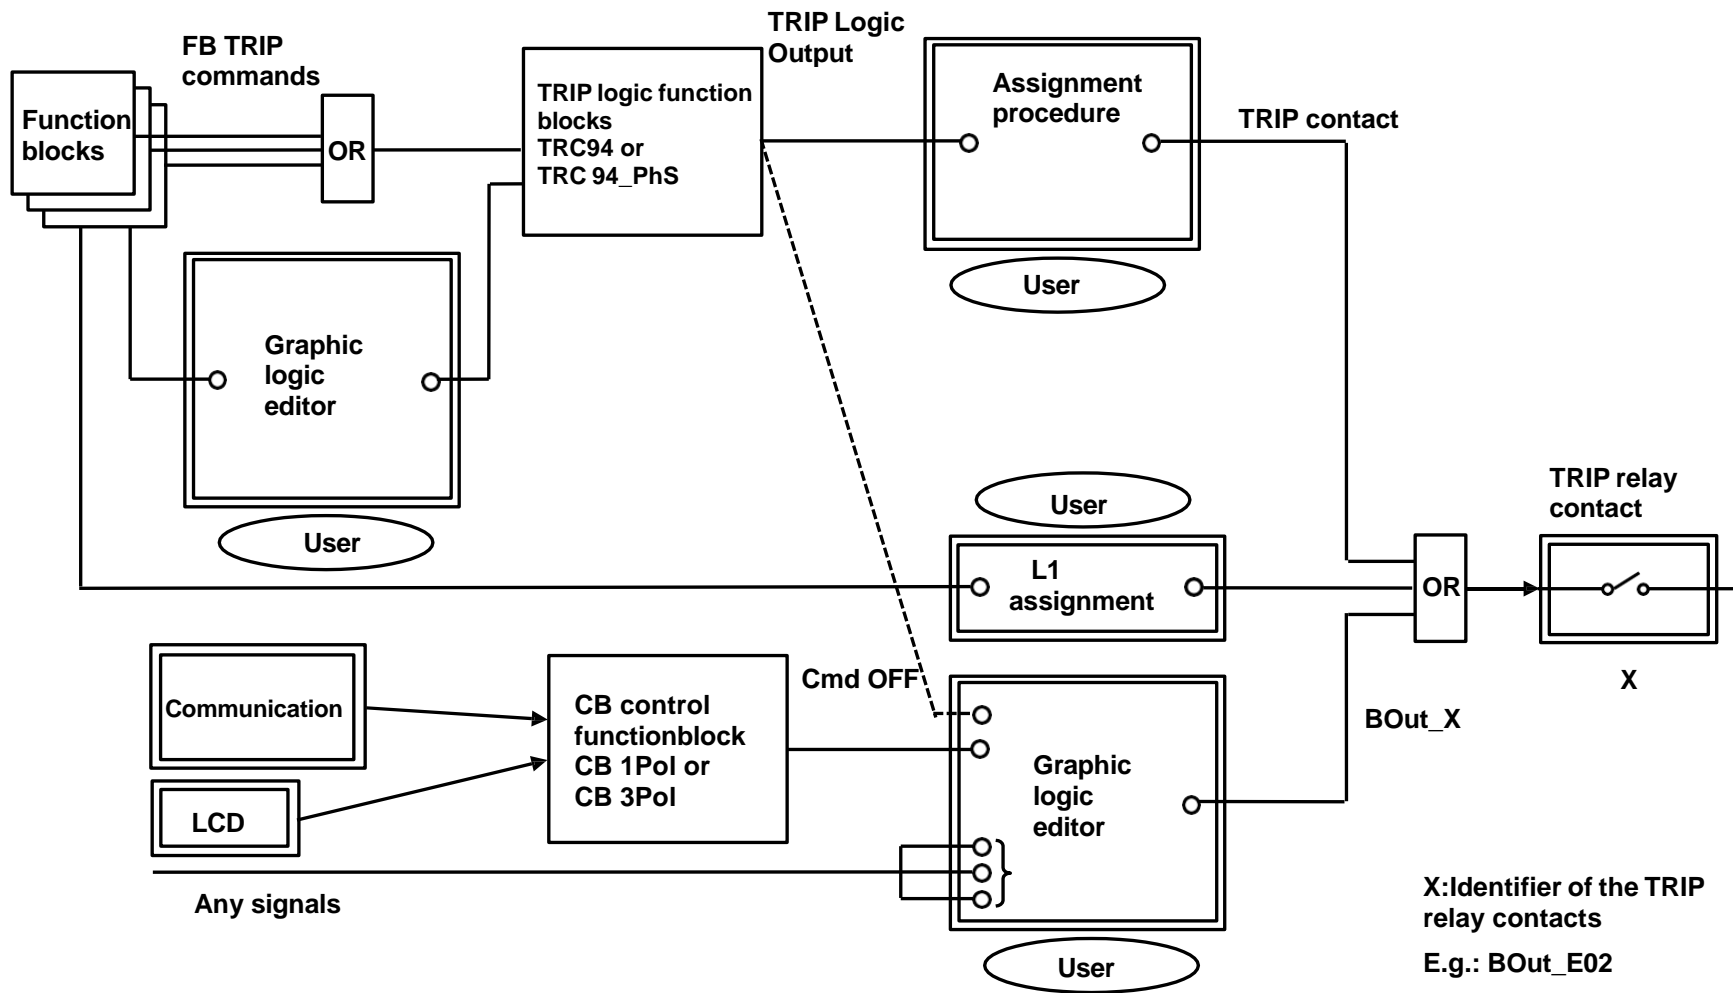 FB TRIP
commands
TRIP Logic
Output
Function
blocks
OR
TRIP logic function
blocks
TRC94 or
TRC 94_PhS
Assignment
procedure
TRIP contact
User
Graphic
logic
editor
User
User
L1
assignment
OR
TRIP relay
contact
X
Communication
LCD
CB control
functionblock
CB 1Pol or
CB 3Pol
Cmd OFF
Graphic
logic
editor
BOut_X
Any signals
User
X:Identifier of the TRIP
relay contacts
E.g.: BOut_E02